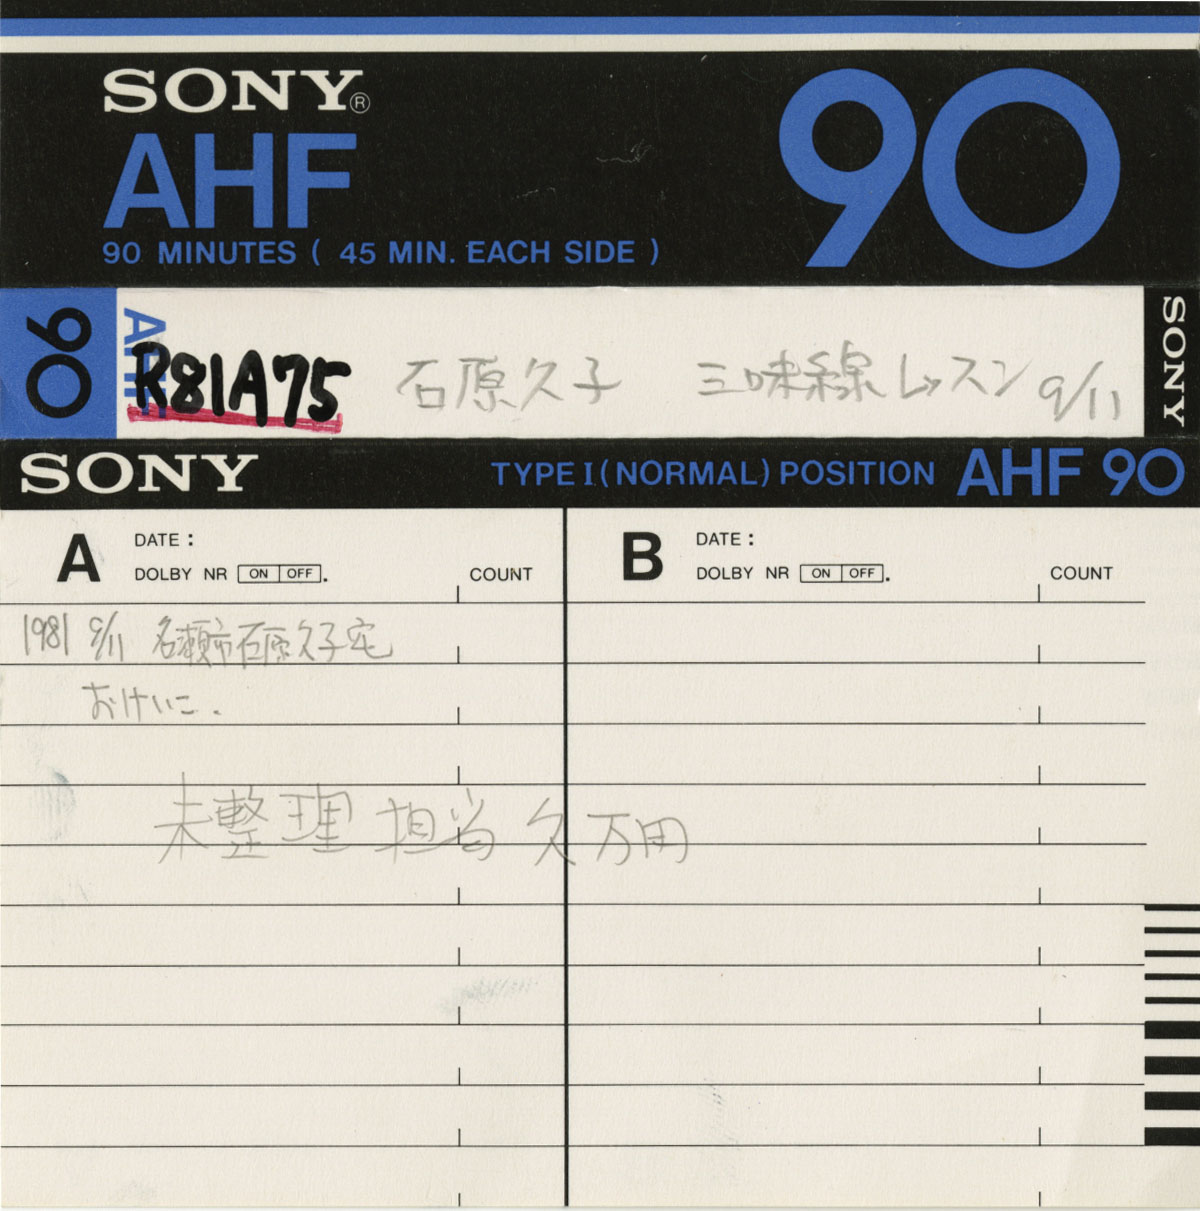 SONY®
AHF
90
90 MINUTES ( 45 MIN. EACH SIDE )
90
AHF
R81A75
石原久子 三味線レッスン 9/11
SONY
SONY
TYPE I (NORMAL) POSITION AHF 90
A DATE :
DOLBY NR ON OFF . COUNT
B DATE :
DOLBY NR ON OFF . COUNT
1981 9/11 名瀬市石原久子宅
おけいこ.
未整理 担当 久万田